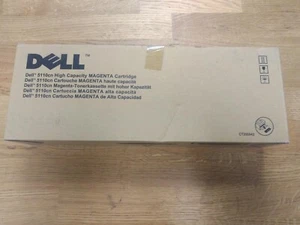 DELL™
Dell™ 5110cn High Capacity MAGENTA Cartridge
Dell™ 5110cn Cartouche MAGENTA haute capacité
Dell™ 5110cn Magenta-Tonerkassette mit hoher Kapazität
Dell™ 5110cn Cartuccia MAGENTA alta capacità
Dell™ 5110cn Cartucho MAGENTA de Alta Capacidad